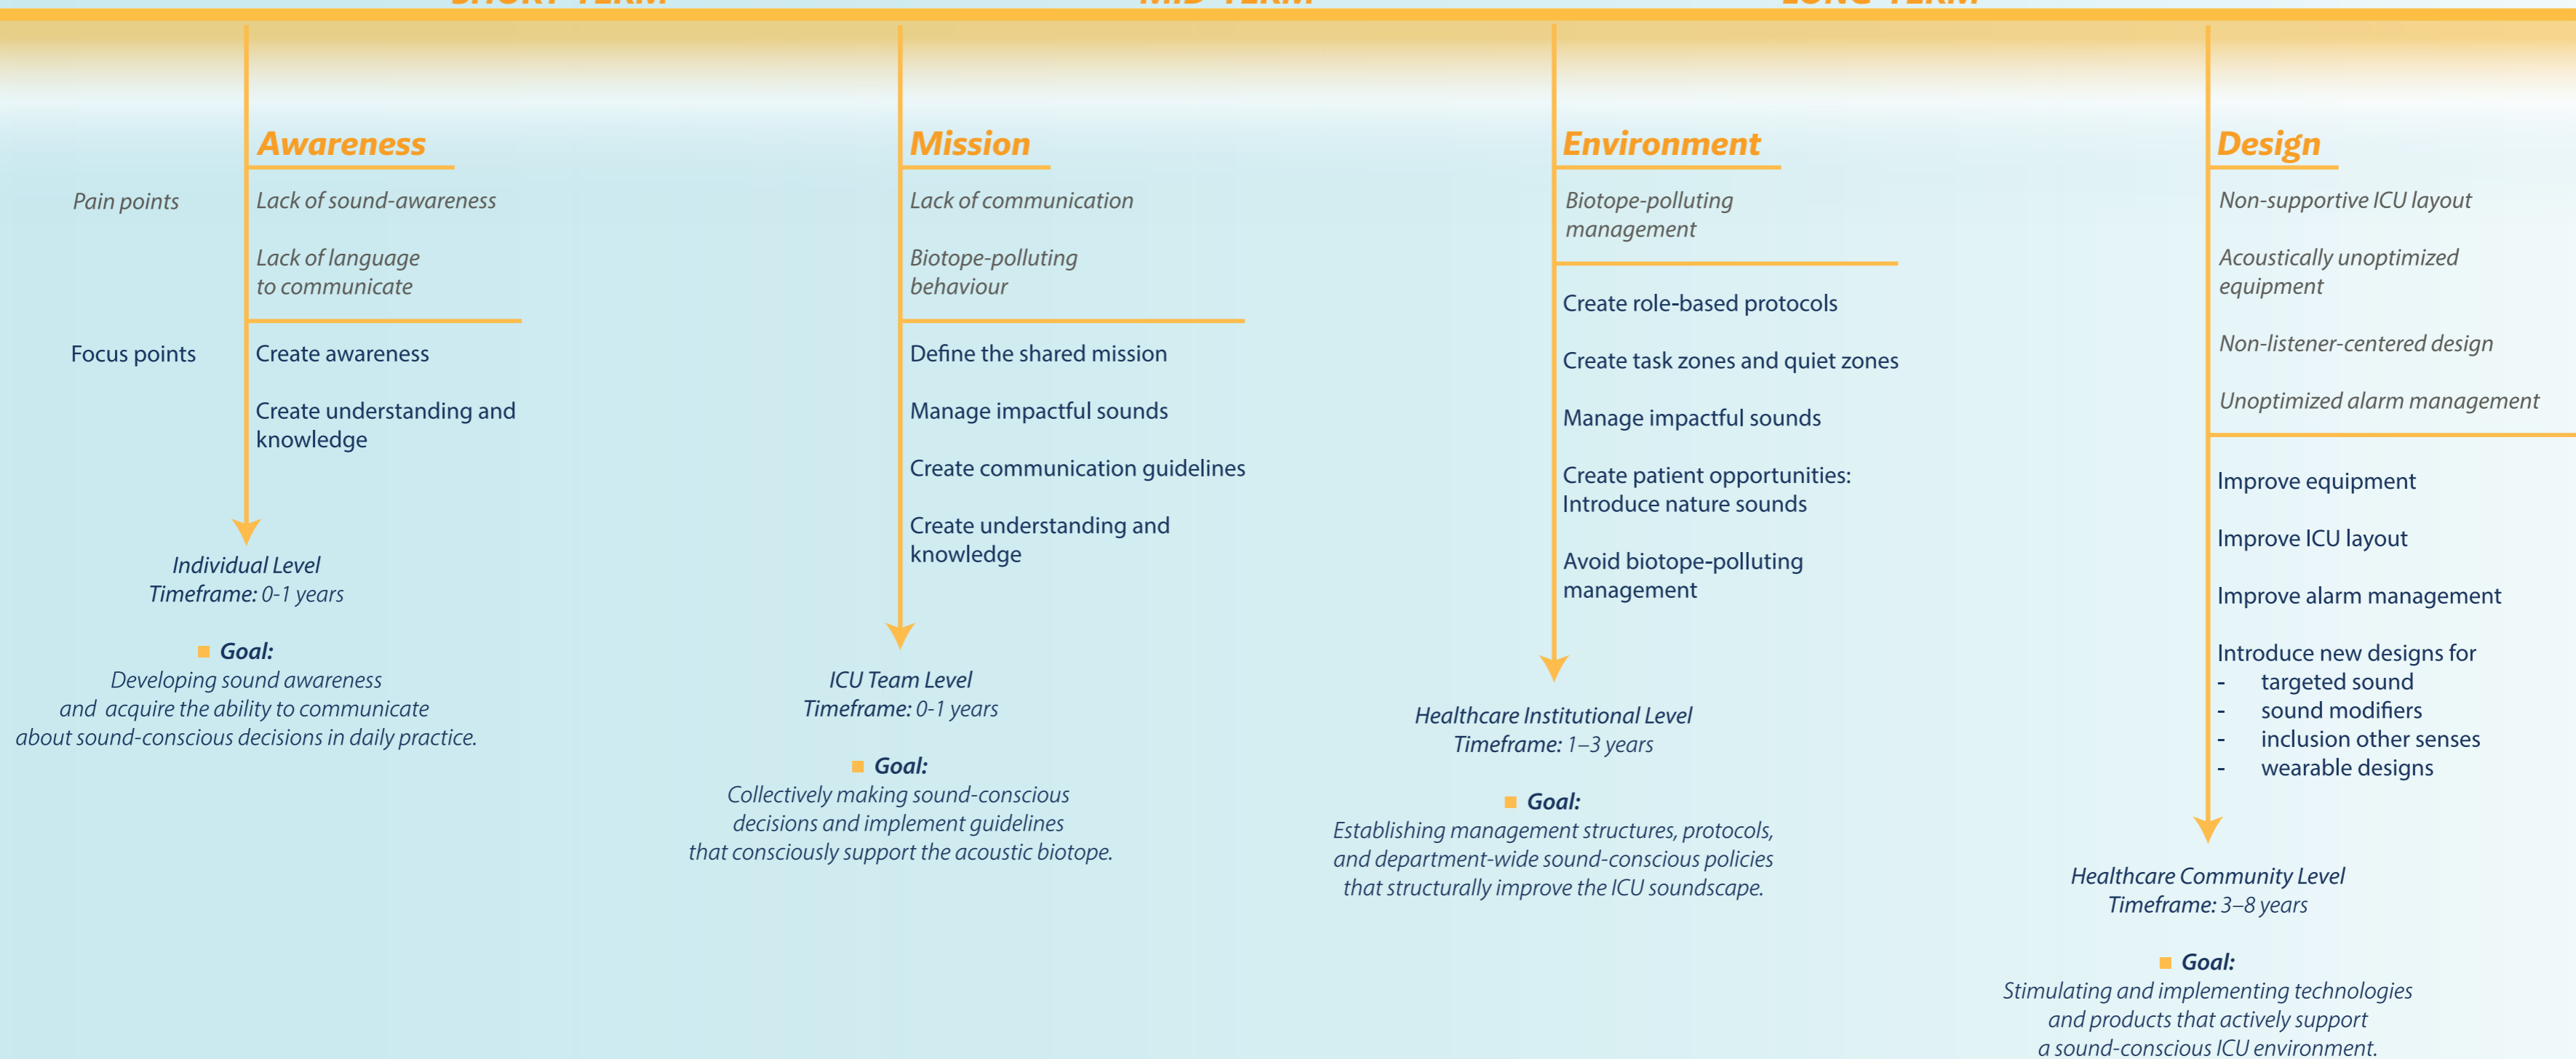 SHORT-TERM
MID-TERM
LONG-TERM
Awareness
Pain points
Lack of sound-awareness
Lack of language
to communicate
Focus points
Create awareness
Create understanding and
knowledge
Individual Level
Timeframe: 0-1 years
Goal:
Developing sound awareness
and acquire the ability to communicate
about sound-conscious decisions in daily practice.
Mission
Lack of communication
Biotope-polluting
behaviour
Define the shared mission
Manage impactful sounds
Create communication guidelines
Create understanding and
knowledge
ICU Team Level
Timeframe: 0-1 years
Goal:
Collectively making sound-conscious
decisions and implement guidelines
that consciously support the acoustic biotope.
Environment
Biotope-polluting
management
Create role-based protocols
Create task zones and quiet zones
Manage impactful sounds
Create patient opportunities:
Introduce nature sounds
Avoid biotope-polluting
management
Healthcare Institutional Level
Timeframe: 1–3 years
Goal:
Establishing management structures, protocols,
and department-wide sound-conscious policies
that structurally improve the ICU soundscape.
Design
Non-supportive ICU layout
Acoustically unoptimized
equipment
Non-listener-centered design
Unoptimized alarm management
Improve equipment
Improve ICU layout
Improve alarm management
Introduce new designs for
- targeted sound
- sound modifiers
- inclusion other senses
- wearable designs
Healthcare Community Level
Timeframe: 3–8 years
Goal:
Stimulating and implementing technologies
and products that actively support
a sound-conscious ICU environment.